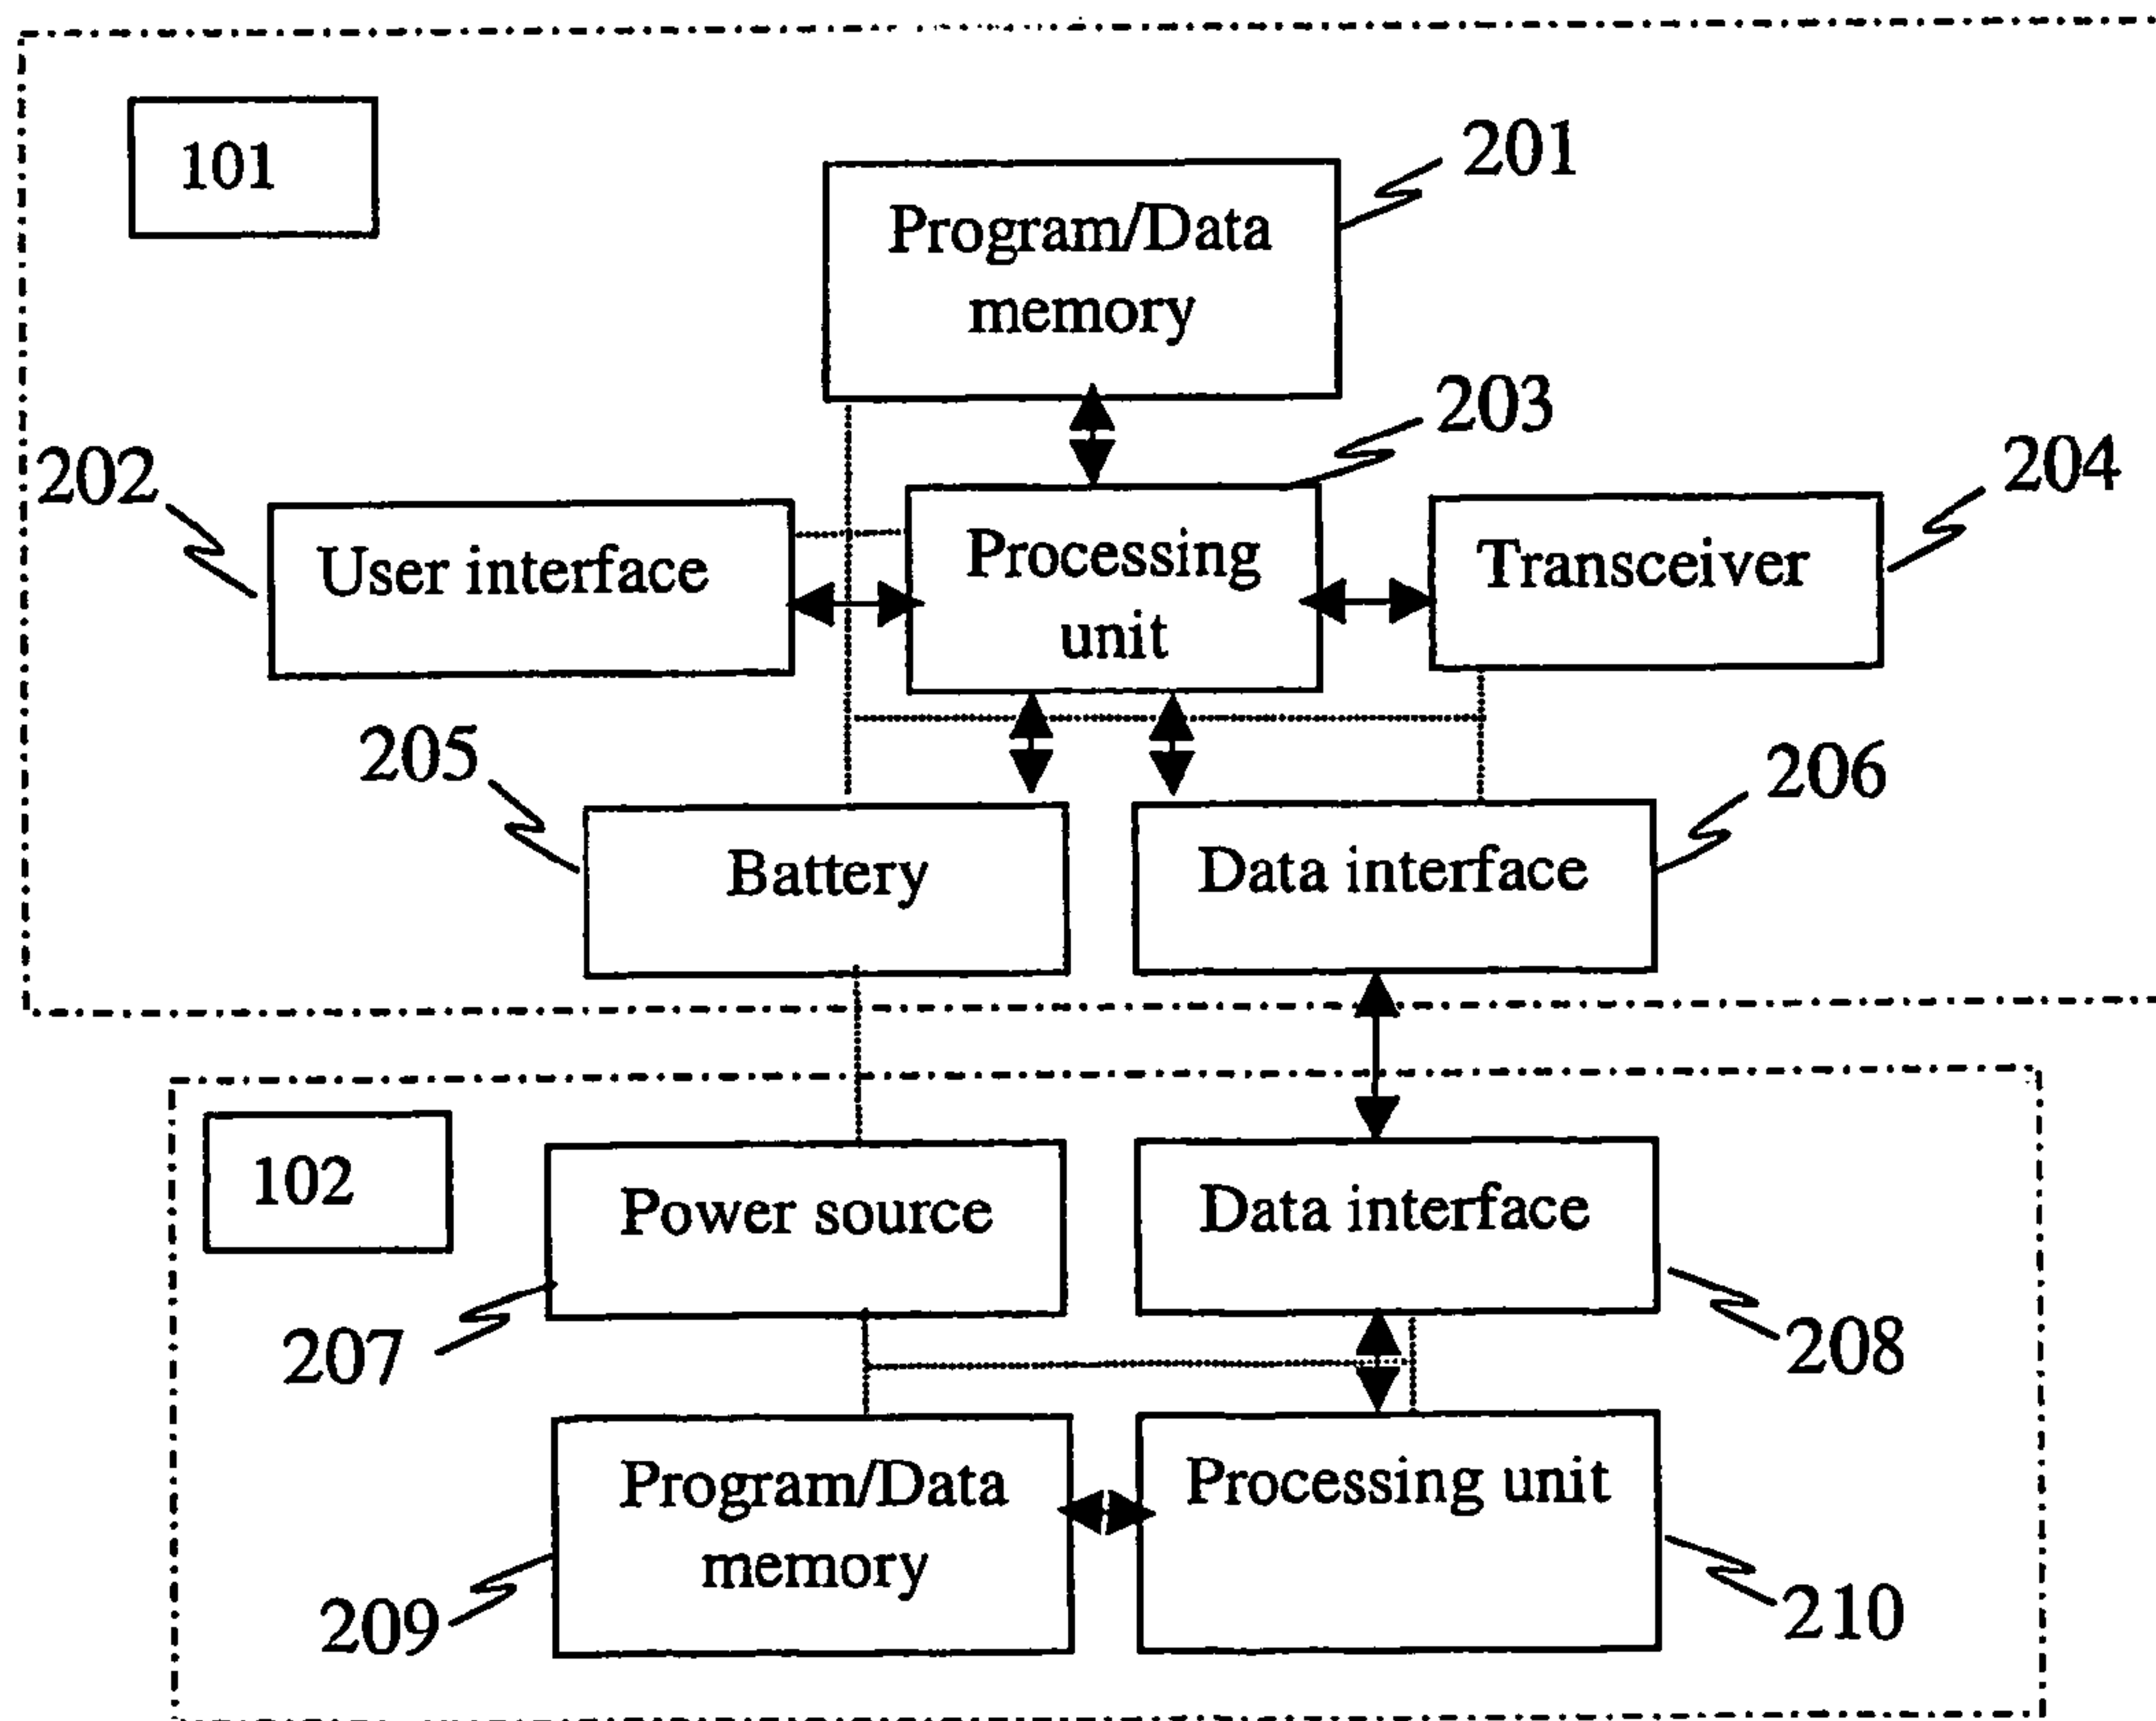 101
201
Program/Data
memory
203
202
204
User interface
Processing
unit
Transceiver
205
206
Battery
Data interface
102
Power source
Data interface
207
208
Program/Data
memory
Processing unit
209
210